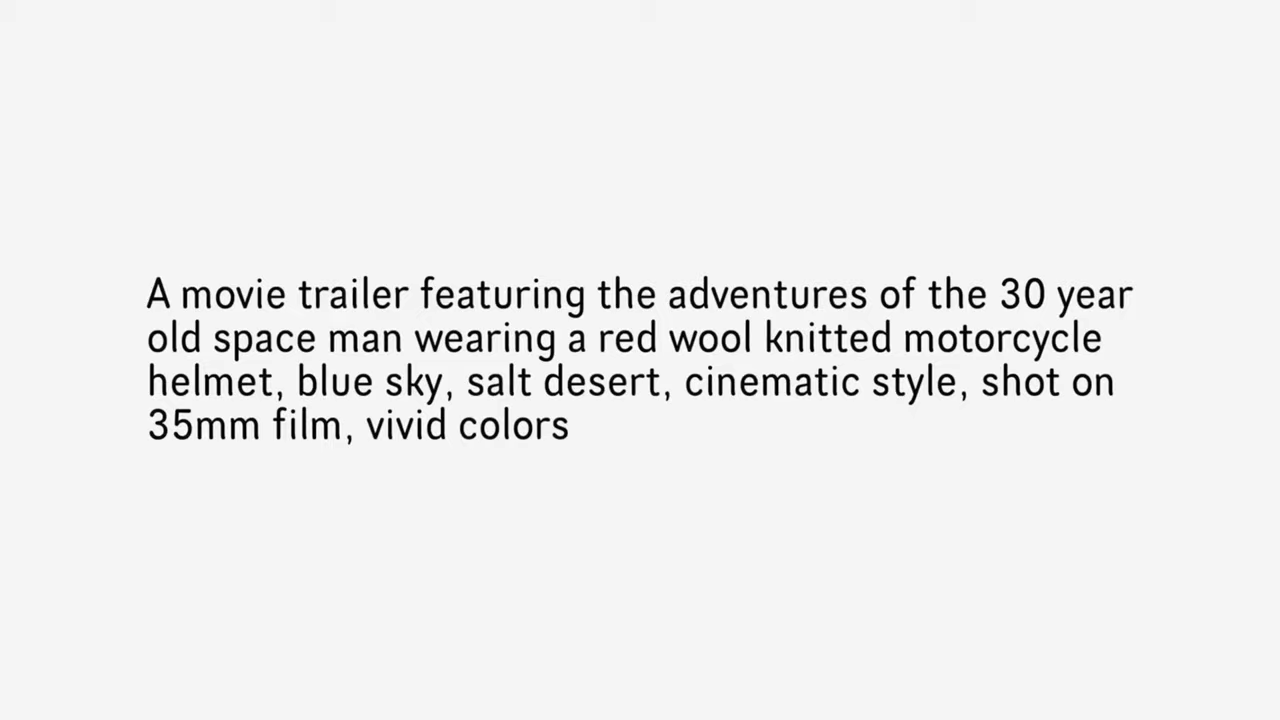 A movie trailer featuring the adventures of the 30 year
old space man wearing a red wool knitted motorcycle
helmet, blue sky, salt desert, cinematic style, shot on
35mm film, vivid colors